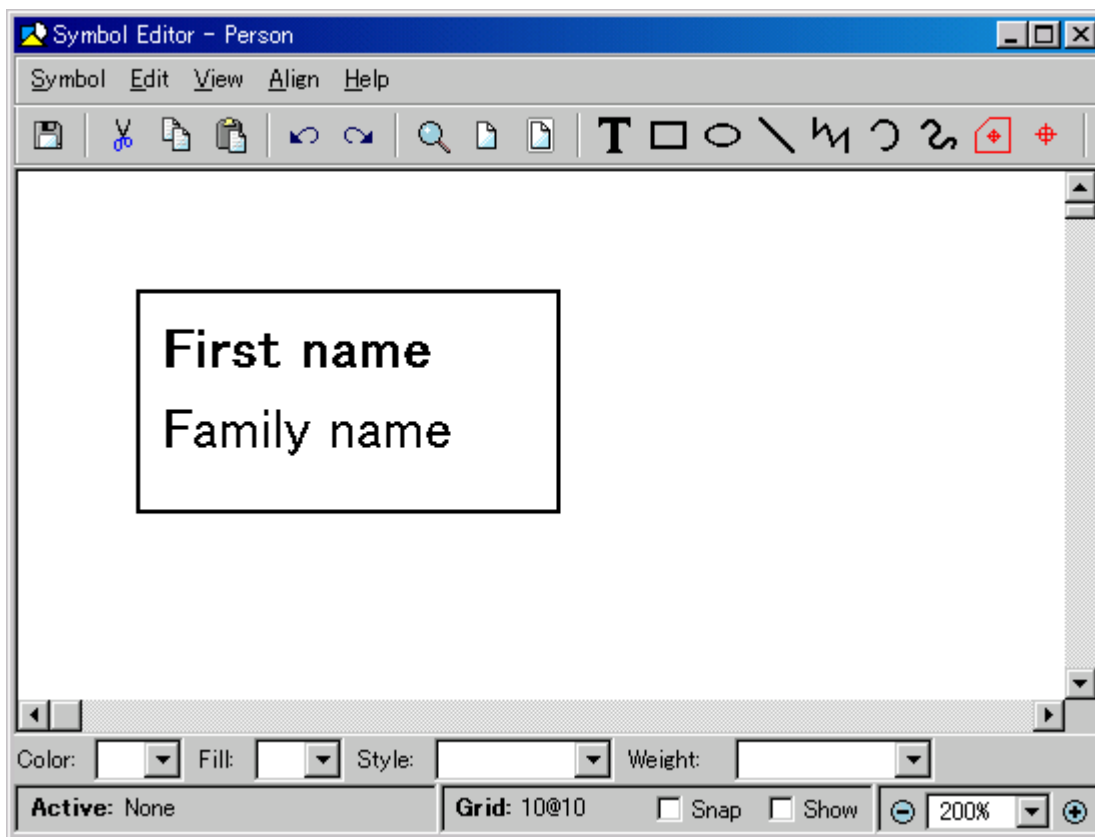 Symbol Editor - Person
Symbol Edit View Align Help
T
First name
Family name
Color: Fill: Style: Weight:
Active: None Grid: 10@10 Snap Show 200%